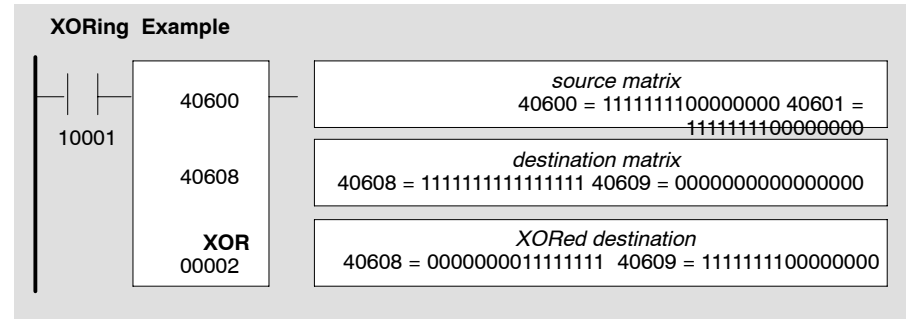 XORing Example
40600
10001
40608
XOR
00002
source matrix
40600 = 1111111100000000 40601 =
1111111100000000
destination matrix
40608 = 1111111111111111 40609 = 0000000000000000
XORed destination
40608 = 0000000011111111 40609 = 1111111100000000